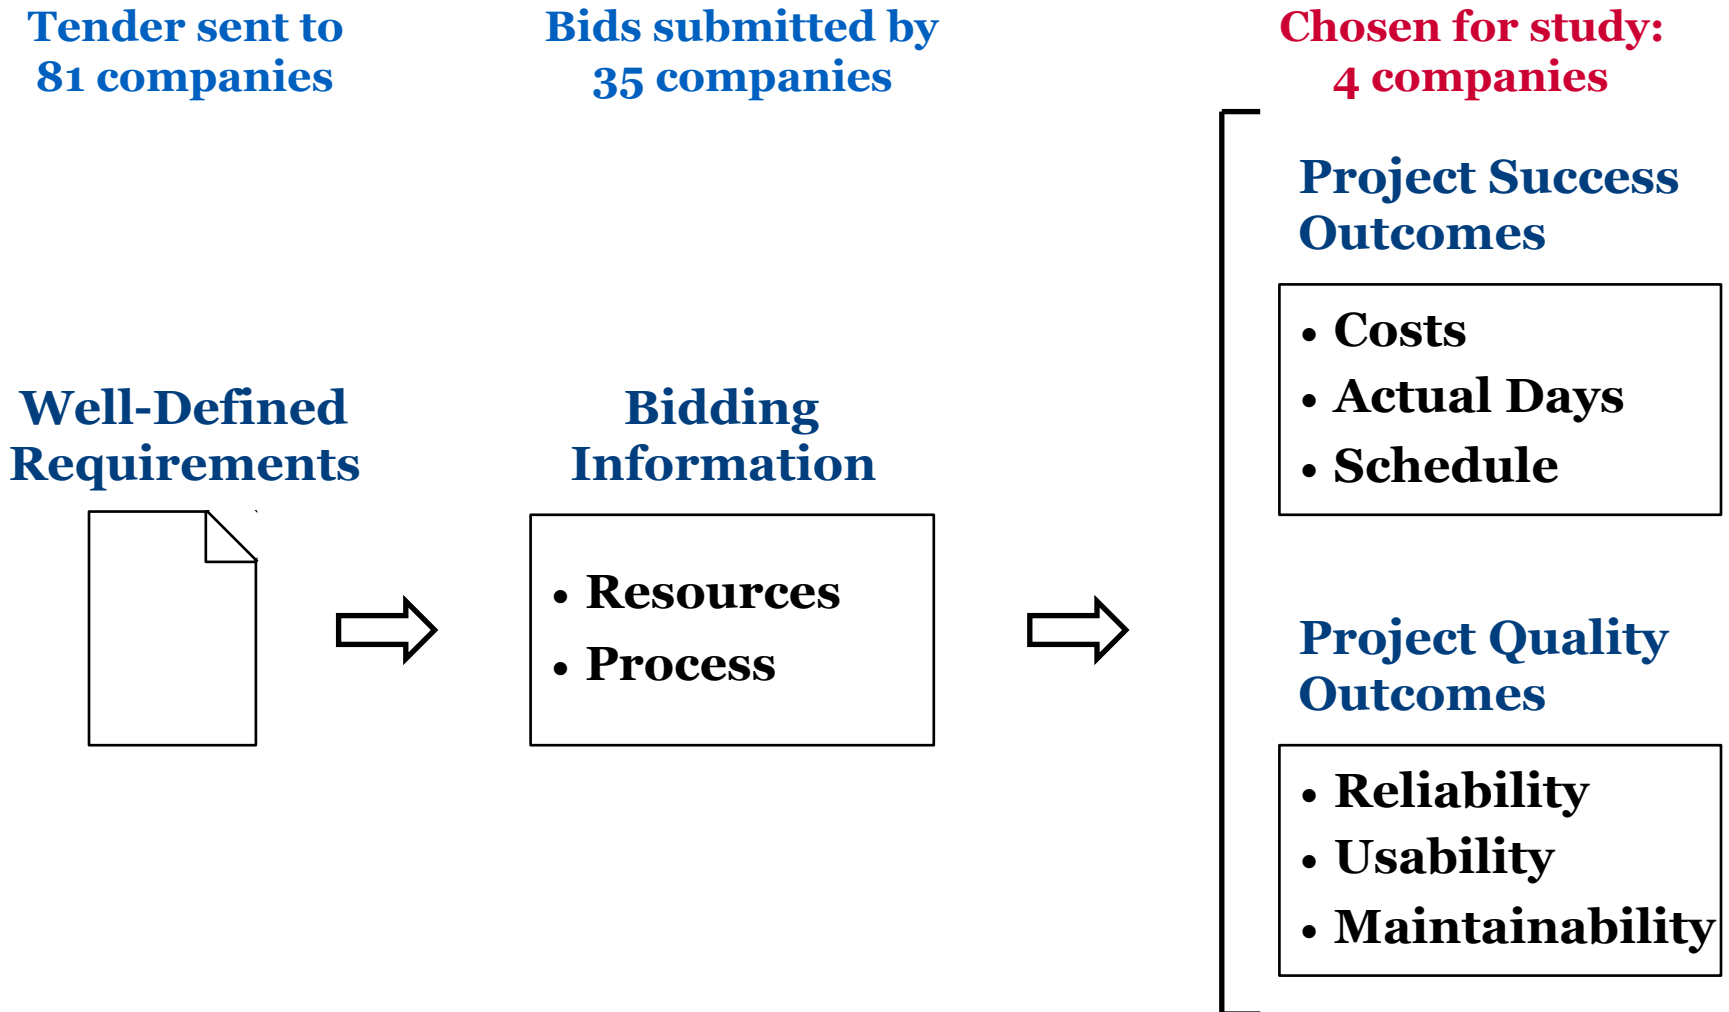 Tender sent to
81 companies
Bids submitted by
35 companies
Chosen for study:
4 companies
Well-Defined
Requirements
Bidding
Information
• Resources
• Process
Project Success
Outcomes
• Costs
• Actual Days
• Schedule
Project Quality
Outcomes
• Reliability
• Usability
• Maintainability